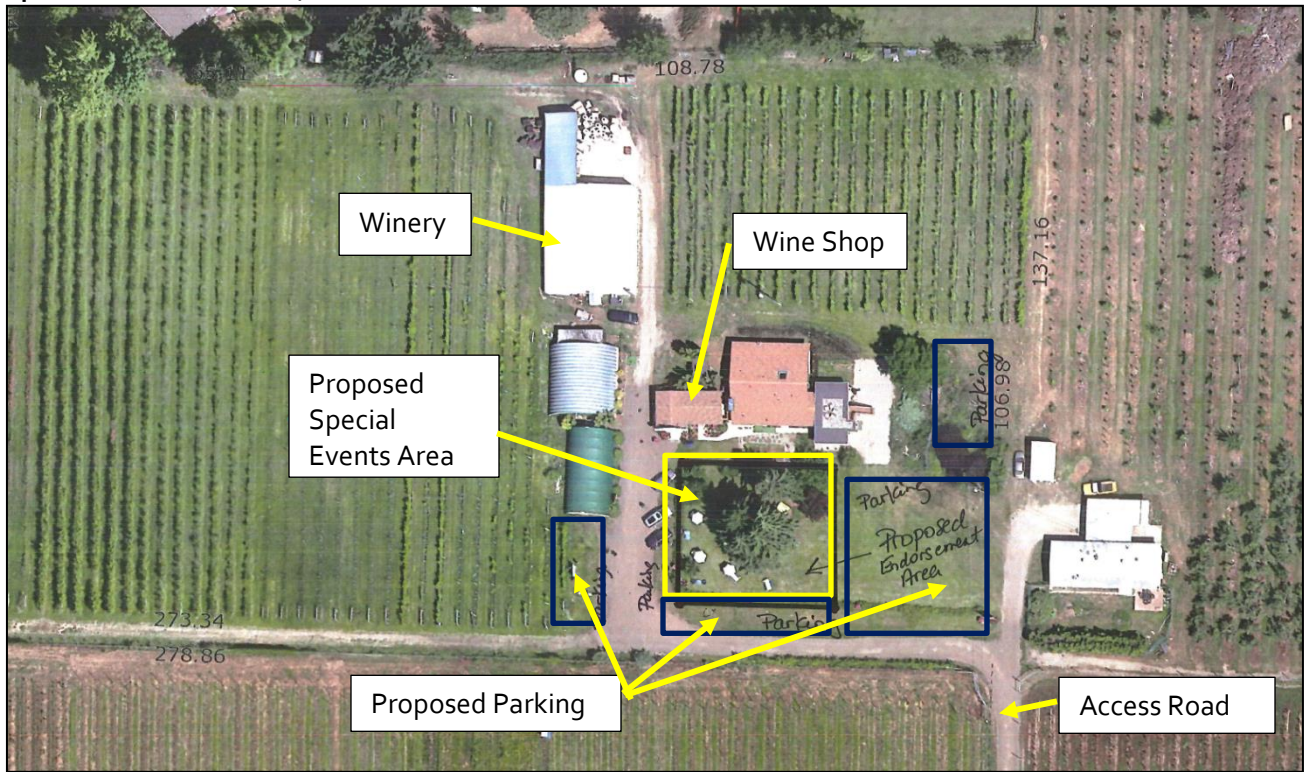 108.78
Winery
Wine Shop
137.16
Proposed
Special
Events Area
Parking
106.98
Parking
Proposed
Endorsement
Area
Parking
Parking
273.34
278.86
Proposed Parking
Access Road